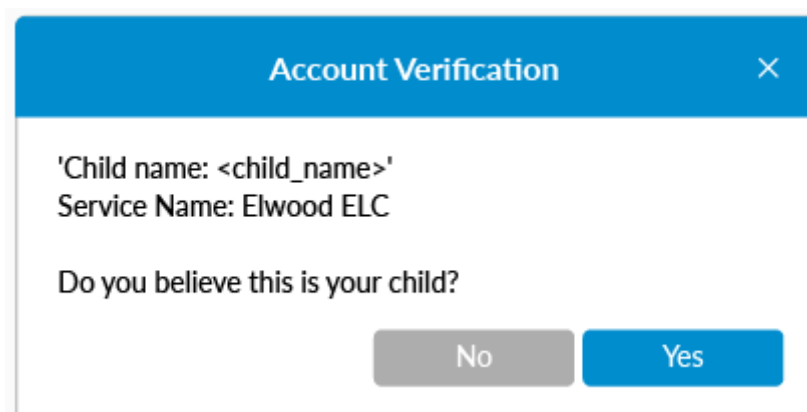 Account Verification
'Child name: <child_name>'
Service Name: Elwood ELC
Do you believe this is your child?
No
Yes